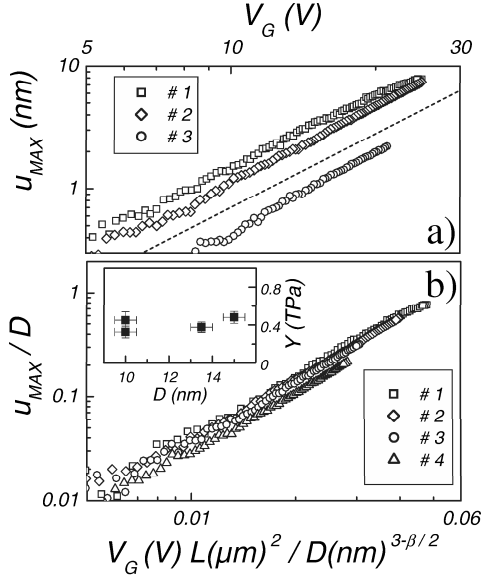 V_G (V)
5 10 30
10
1
u_MAX (nm)
# 1
# 2
# 3
a)
b)
1
0.1
0.01
u_MAX / D
0.8
0.4
0
Y (TPa)
10 12 14
D (nm)
# 1
# 2
# 3
# 4
0.01 0.06
V_G (V) L(μm)^2 / D(nm)^3-β/2